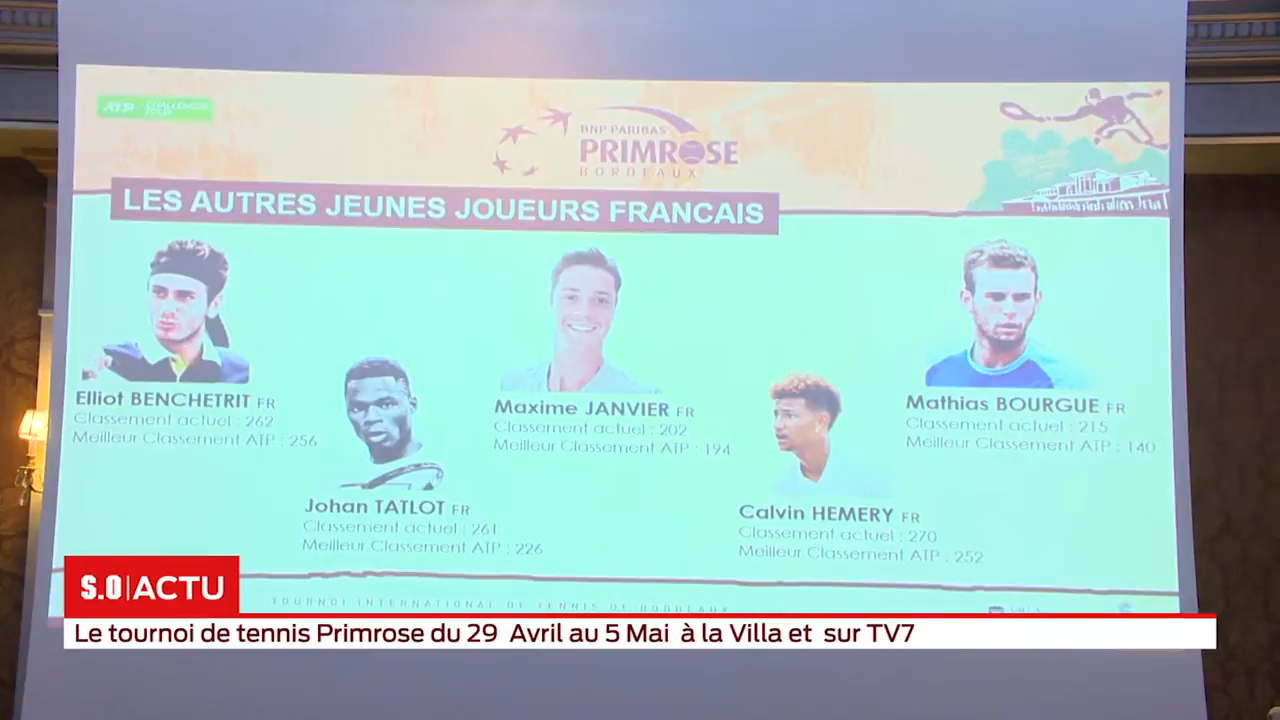 ATP CHALLENGER TOUR
BNP PARIBAS
PRIMROSE
BORDEAUX
LES AUTRES JEUNES JOUEURS FRANCAIS
Elliot BENCHETRIT FR
Classement actuel : 262
Meilleur Classement ATP : 256
Maxime JANVIER FR
Classement actuel : 202
Meilleur Classement ATP : 194
Mathias BOURGUE FR
Classement actuel : 215
Meilleur Classement ATP : 140
Johan TATLOT FR
Classement actuel : 261
Meilleur Classement ATP : 226
Calvin HEMERY FR
Classement actuel : 270
Meilleur Classement ATP : 252
TOURNOI INTERNATIONAL DE TENNIS DE BORDEAUX
S.O|ACTU
Le tournoi de tennis Primrose du 29 Avril au 5 Mai à la Villa et sur TV7